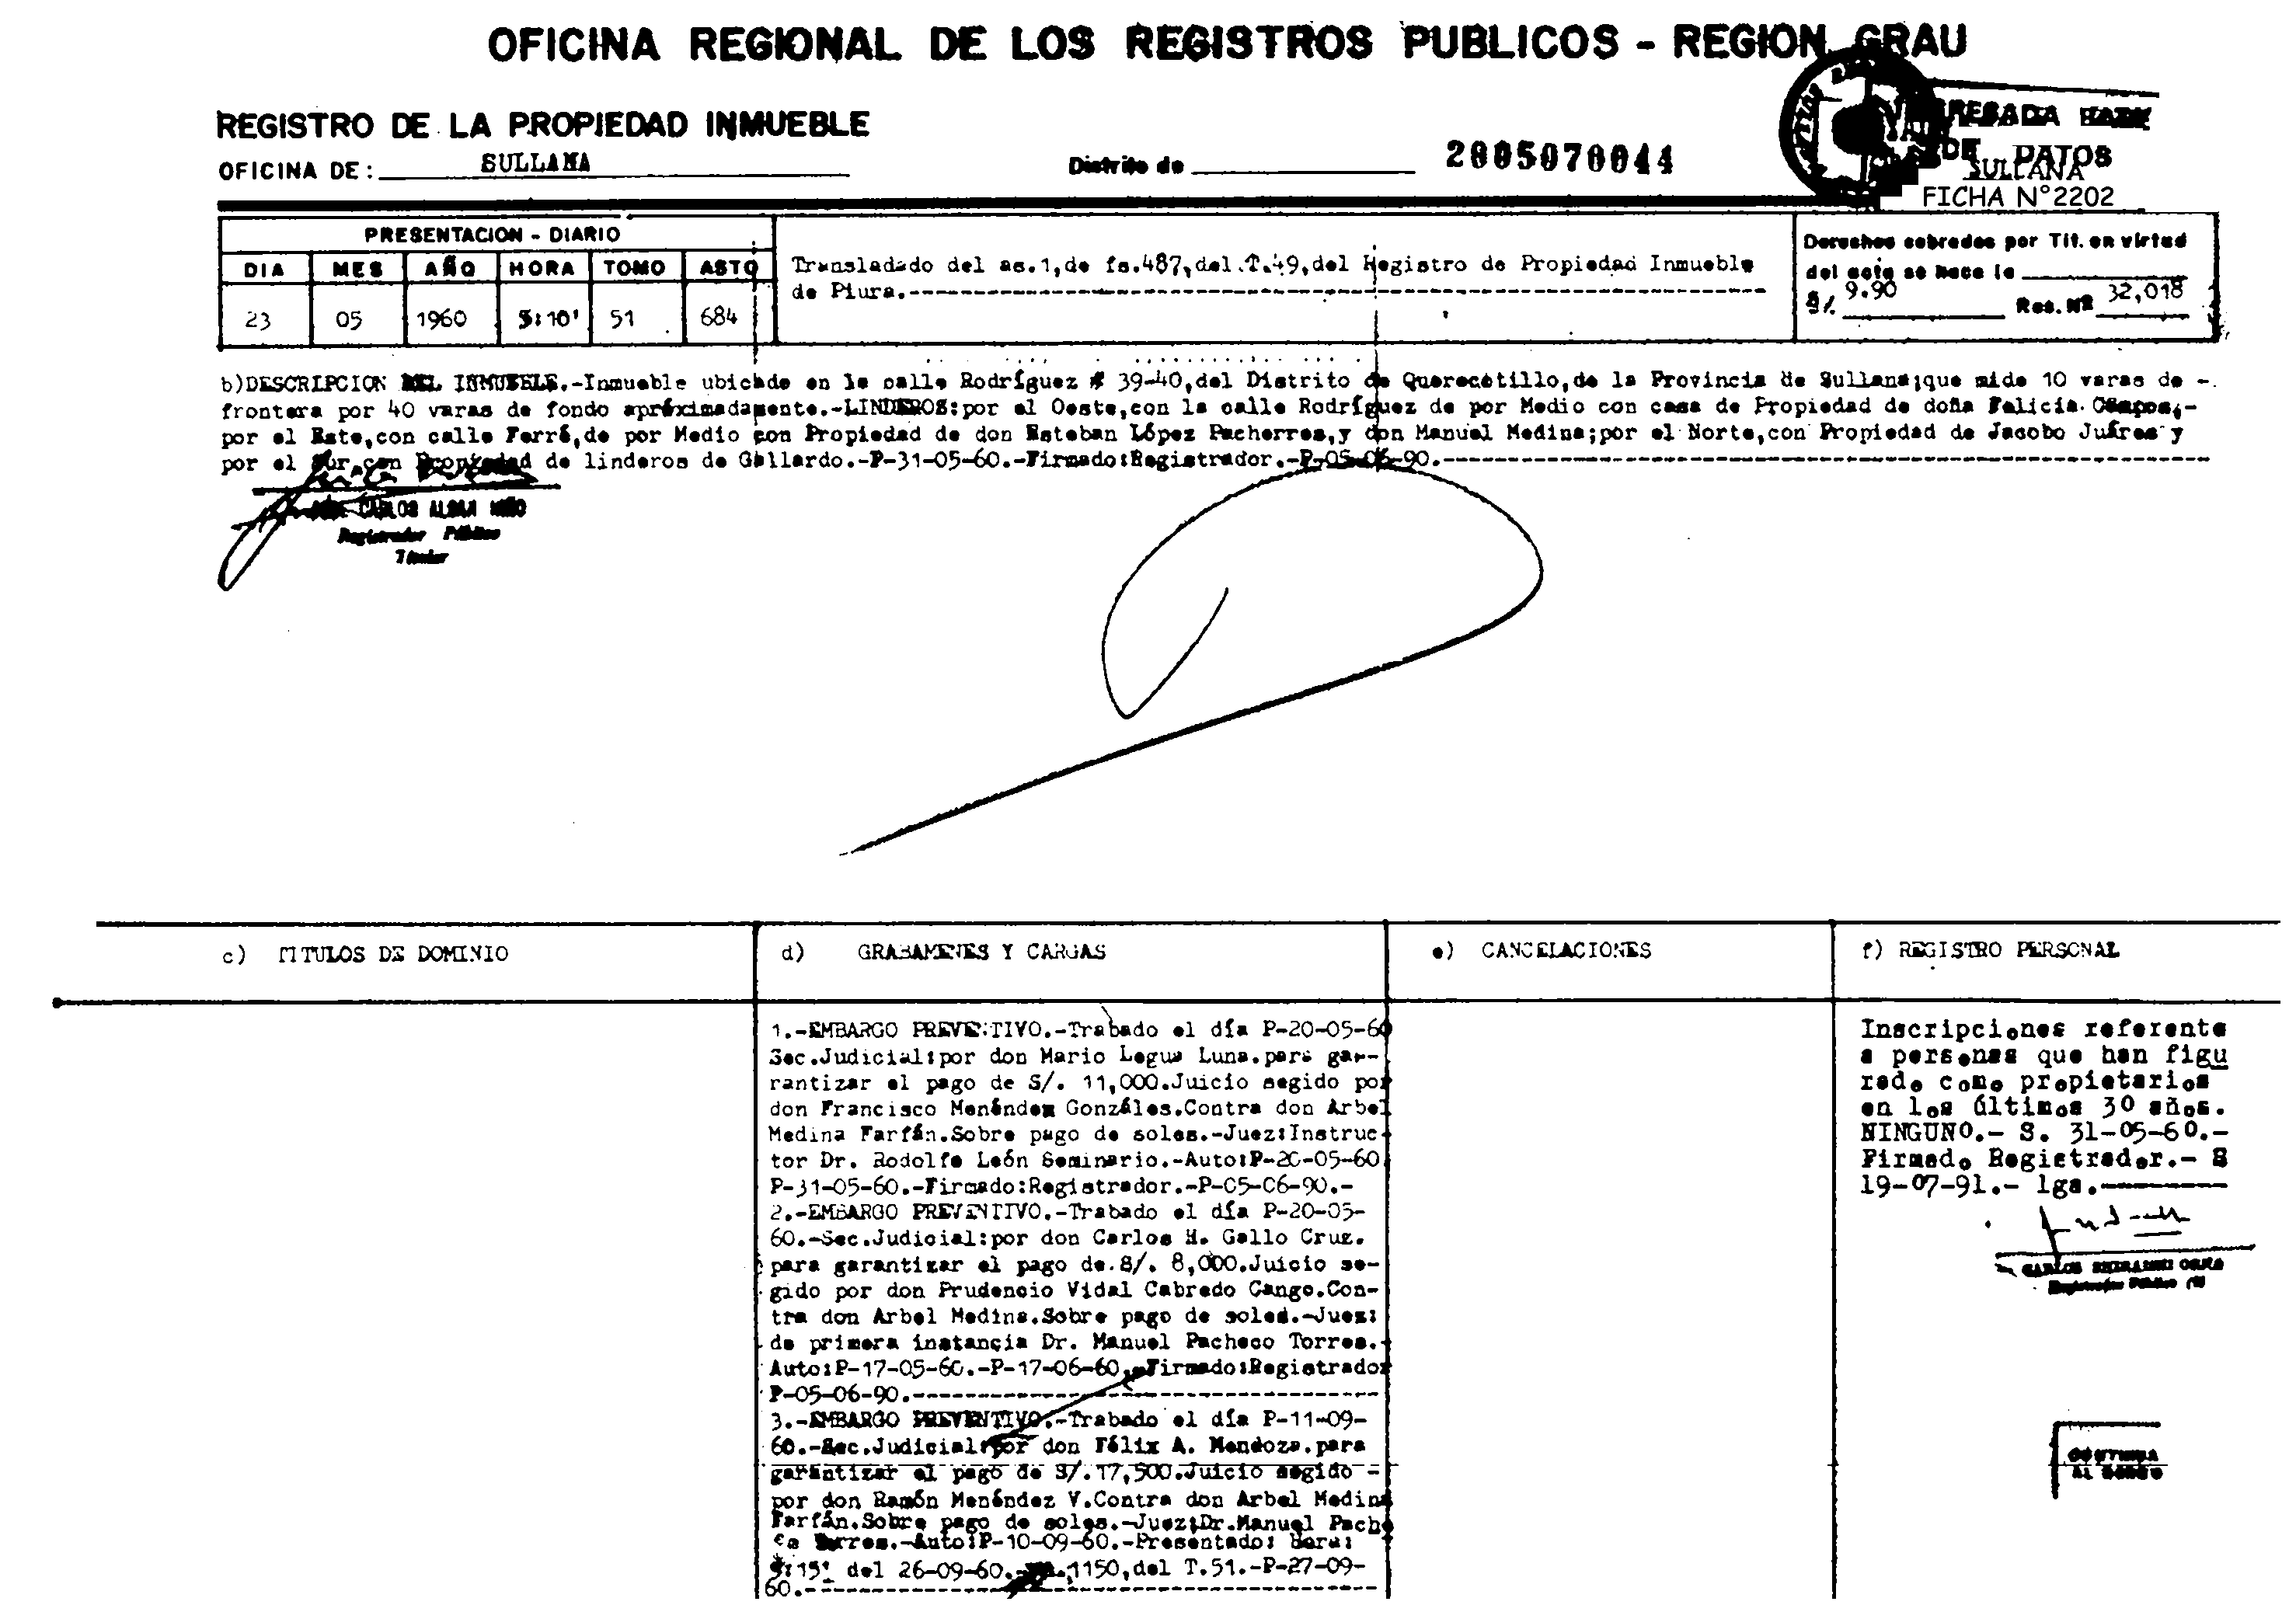 OFICINA REGIONAL DE LOS REGISTROS PUBLICOS - REGION GRAU
REGISTRO DE LA PROPIEDAD INMUEBLE
OFICINA DE: SULLANA
Distrito de
2005070044
BASE
DE DATOS
SULLANA
FICHA N°2202
PRESENTACION - DIARIO
DIA MES AÑO HORA TOMO ASTO
23 05 1960 5:10' 51 684
Transladado del as.1,de fs.487,del.T.49,del Registro de Propiedad Inmueble
de Piura.-
Derechos cobrados por Tit. en virtud
del cual se hace la
S/. 9.90 Res. Nº 32,018
b)DESCRIPCION DEL INMUEBLE.-Inmueble ubicado en la calle Rodríguez # 39-40,del Distrito de Querecotillo,de la Provincia de Sullana;que mide 10 varas de -
frontera por 40 varas de fondo apróximadamente.-LINDEROS:por el Oeste,con la calle Rodríguez de por Medio con casa de Propiedad de doña Felicia Campos,-
por el Este,con calle Ferré,de por Medio con Propiedad de don Esteban López Pacherres,y don Manuel Medina;por el Norte,con Propiedad de Jacobo Juáres y
por el Sur,con Propiedad de linderos de Gallardo.-P-31-05-60.-Firmado:Registrador.-P-05-06-90.-
CARLOS
Registrador Público
Titular
c) TITULOS DE DOMINIO
d) GRABAMENES Y CARGAS
e) CANCELACIONES
f) REGISTRO PERSONAL
1.-EMBARGO PREVENTIVO.-Trabado el día P-20-05-60
Sec.Judicial:por don Mario Legua Luna.para ga-
rantizar el pago de S/. 11,000.Juicio segido por
don Francisco Menéndez Gonzáles.Contra don Arbel
Medina Farfán.Sobre pago de soles.-Juez:Instruc-
tor Dr. Rodolfo León Seminario.-Auto:P-20-05-60
P-31-05-60.-Firmado:Registrador.-P-05-06-90.-
2.-EMBARGO PREVENTIVO.-Trabado el día P-20-05-
60.-Sec.Judicial:por don Carlos H. Gallo Cruz.
para garantizar el pago de.S/. 8,000.Juicio se-
gido por don Prudencio Vidal Cabredo Cango.Con-
tra don Arbel Medina.Sobre pago de soles.-Juez:
de primera instancia Dr. Manuel Pacheco Torres.-
Auto:P-17-05-60.-P-17-06-60.-Firmado:Registrador
P-05-06-90.-
3.-EMBARGO PREVENTIVO.-Trabado el día P-11-09-
60.-Sec.Judicial:por don Félix A. Mendoza.para
garantizar el pago de S/.17,500.Juicio segido -
por don Ramón Menéndez V.Contra don Arbel Medina
Farfán.Sobre pago de soles.-Juez:Dr.Manuel Pache
co Torres.-Auto:P-10-09-60.-Presentado: Hora:
5:15' del 26-09-60.- 1150,del T.51.-P-27-09-
60.-
Inscripciones referente
a personas que han figu
rado como propietarios
en los últimos 30 años.
NINGUNO.- S. 31-05-60.-
Firmado Registrador.- S
19-07-91.- lga.-
CARLOS
Registrador Público
CONTINUA
AL DORSO